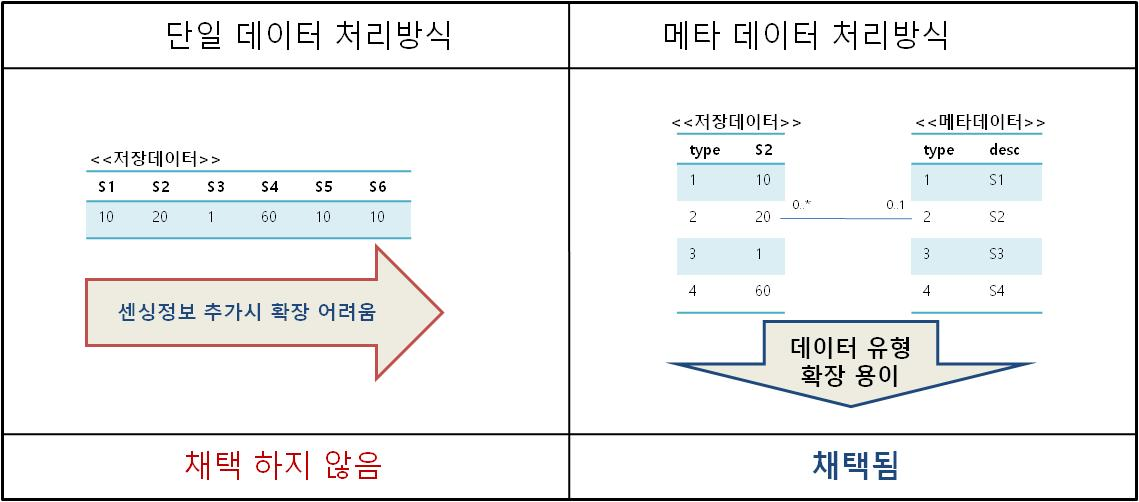 단일 데이터 처리방식
메타 데이터 처리방식
<<저장데이터>>
S1 S2 S3 S4 S5 S6
10 20 1 60 10 10
센싱정보 추가시 확장 어려움
<<저장데이터>>
type S2
1 10
2 20
3 1
4 60
0..* 0..1
<<메타데이터>>
type desc
1 S1
2 S2
3 S3
4 S4
데이터 유형
확장 용이
채택 하지 않음
채택됨